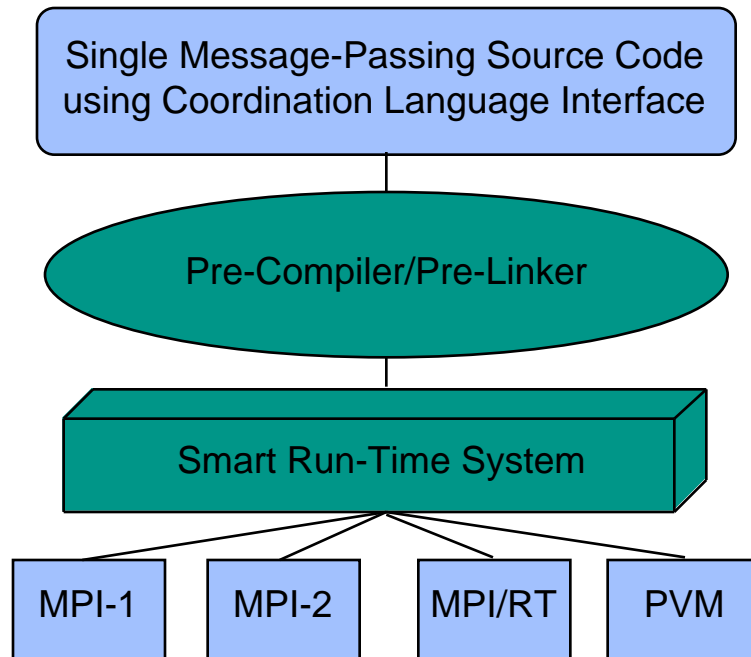 Single Message-Passing Source Code
using Coordination Language Interface
Pre-Compiler/Pre-Linker
Smart Run-Time System
MPI-1
MPI-2
MPI/RT
PVM